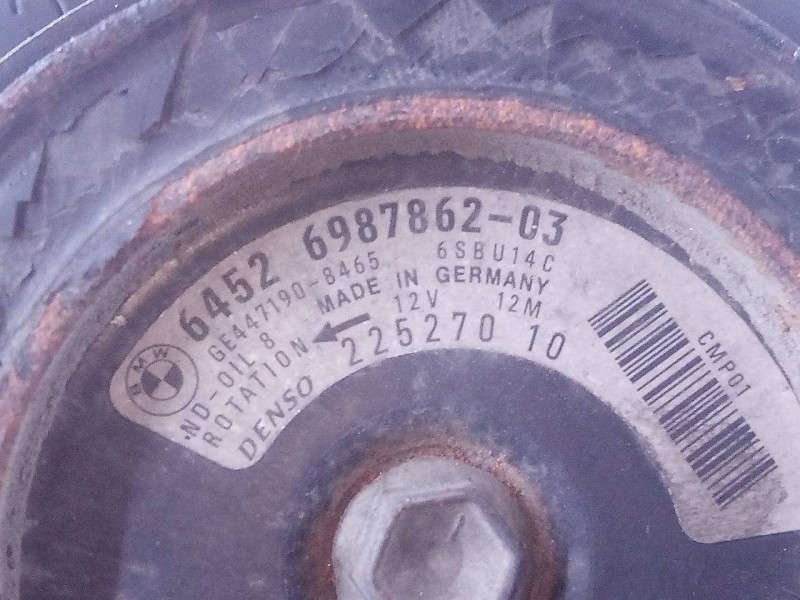 BMW
6452 6987862-03
GE447190-8465 6SBU14C
ND-OIL 8 MADE IN GERMANY
ROTATION 12V 12M
DENSO 225270 10
CMP01